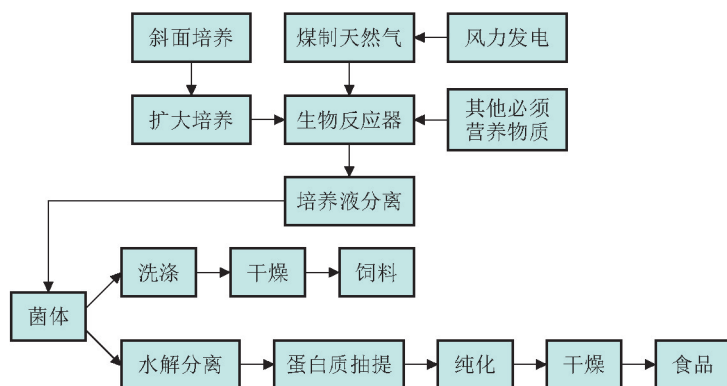 斜面培养
煤制天然气
风力发电
扩大培养
生物反应器
其他必须
营养物质
培养液分离
洗涤
干燥
饲料
菌体
水解分离
蛋白质抽提
纯化
干燥
食品